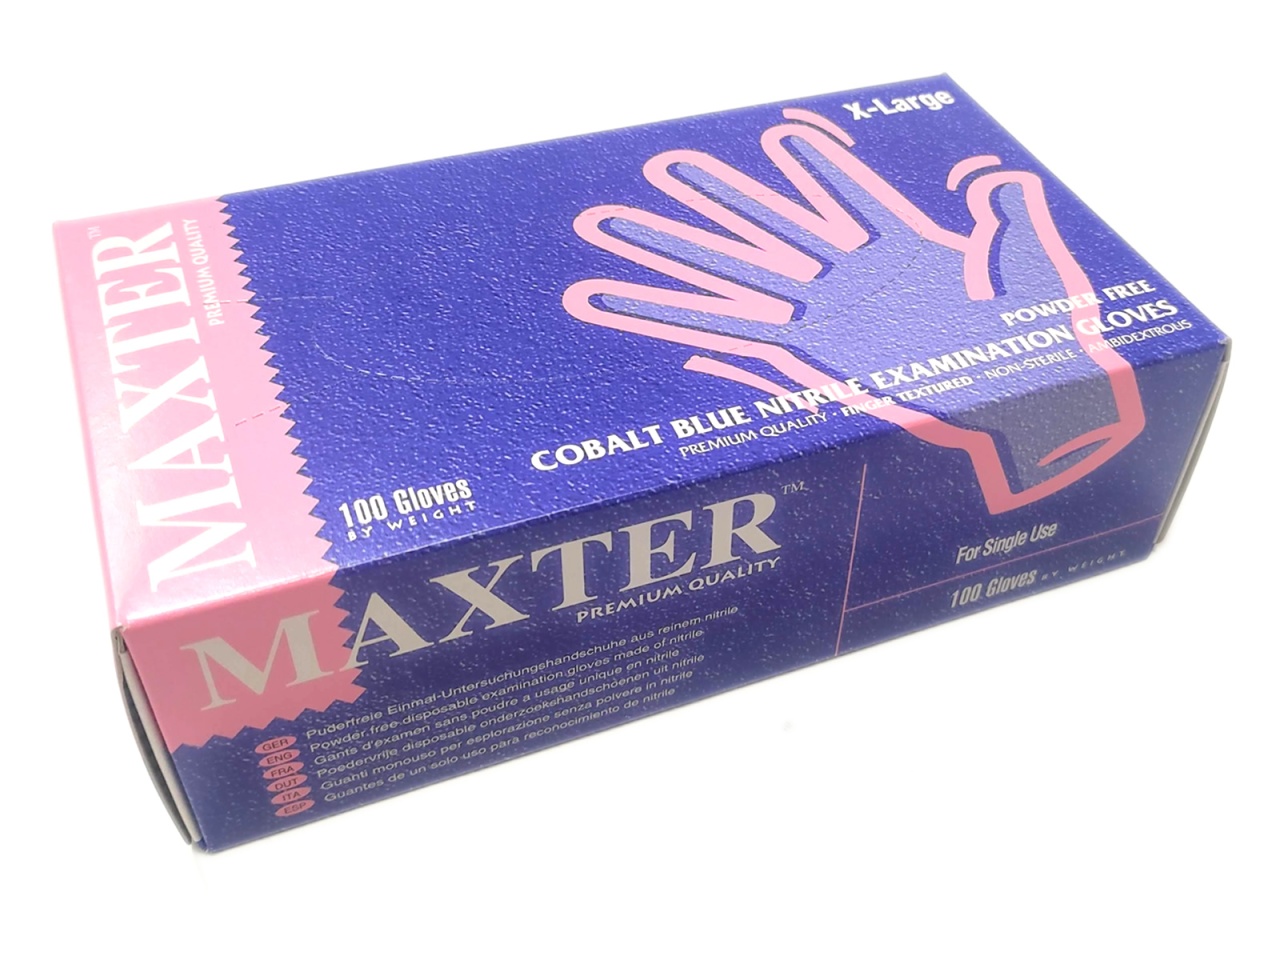 X-Large
MAXTER™
PREMIUM QUALITY
POWDER FREE
COBALT BLUE NITRILE EXAMINATION GLOVES
PREMIUM QUALITY · FINGER TEXTURED · NON-STERILE · AMBIDEXTROUS
100 Gloves
BY WEIGHT
MAXTER™
PREMIUM QUALITY
For Single Use
100 Gloves BY WEIGHT
GER Puderfreie Einmal-Untersuchungshandschuhe aus reinem nitrile
ENG Powder free disposable examination gloves made of nitrile
FRA Gants d'examen sans poudre a usage unique en nitrile
DUT Poedervrije disposable onderzoekshandschoenen uit nitrile
ITA Guanti monouso per esplorazione senza polvere in nitrile
ESP Guantes de un solo uso para reconocimiento de nitrile